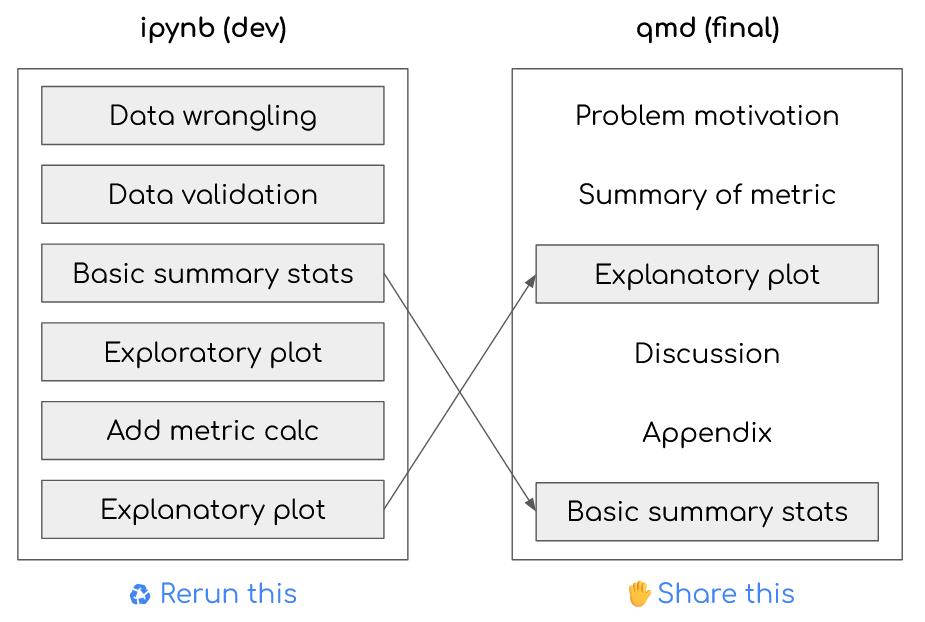 ipynb (dev)
Data wrangling
Data validation
Basic summary stats
Exploratory plot
Add metric calc
Explanatory plot
Rerun this
qmd (final)
Problem motivation
Summary of metric
Explanatory plot
Discussion
Appendix
Basic summary stats
Share this